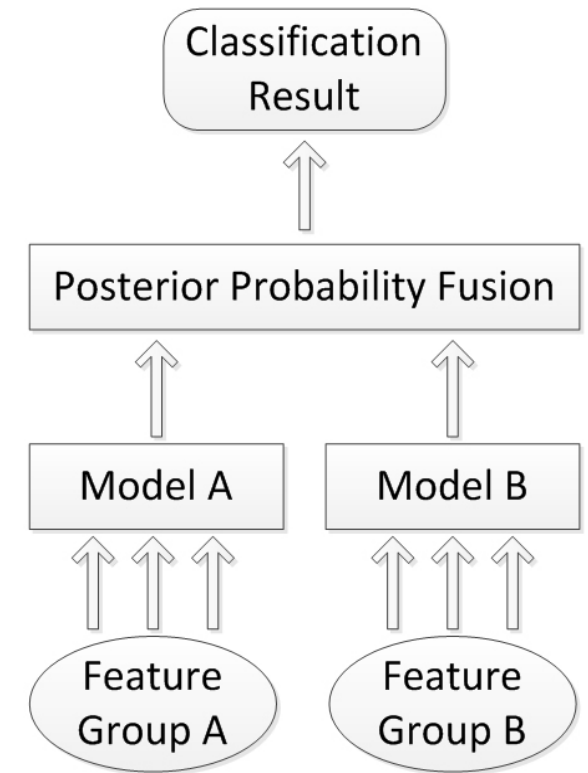 Classification
Result
Posterior Probability Fusion
Model A
Model B
Feature
Group A
Feature
Group B